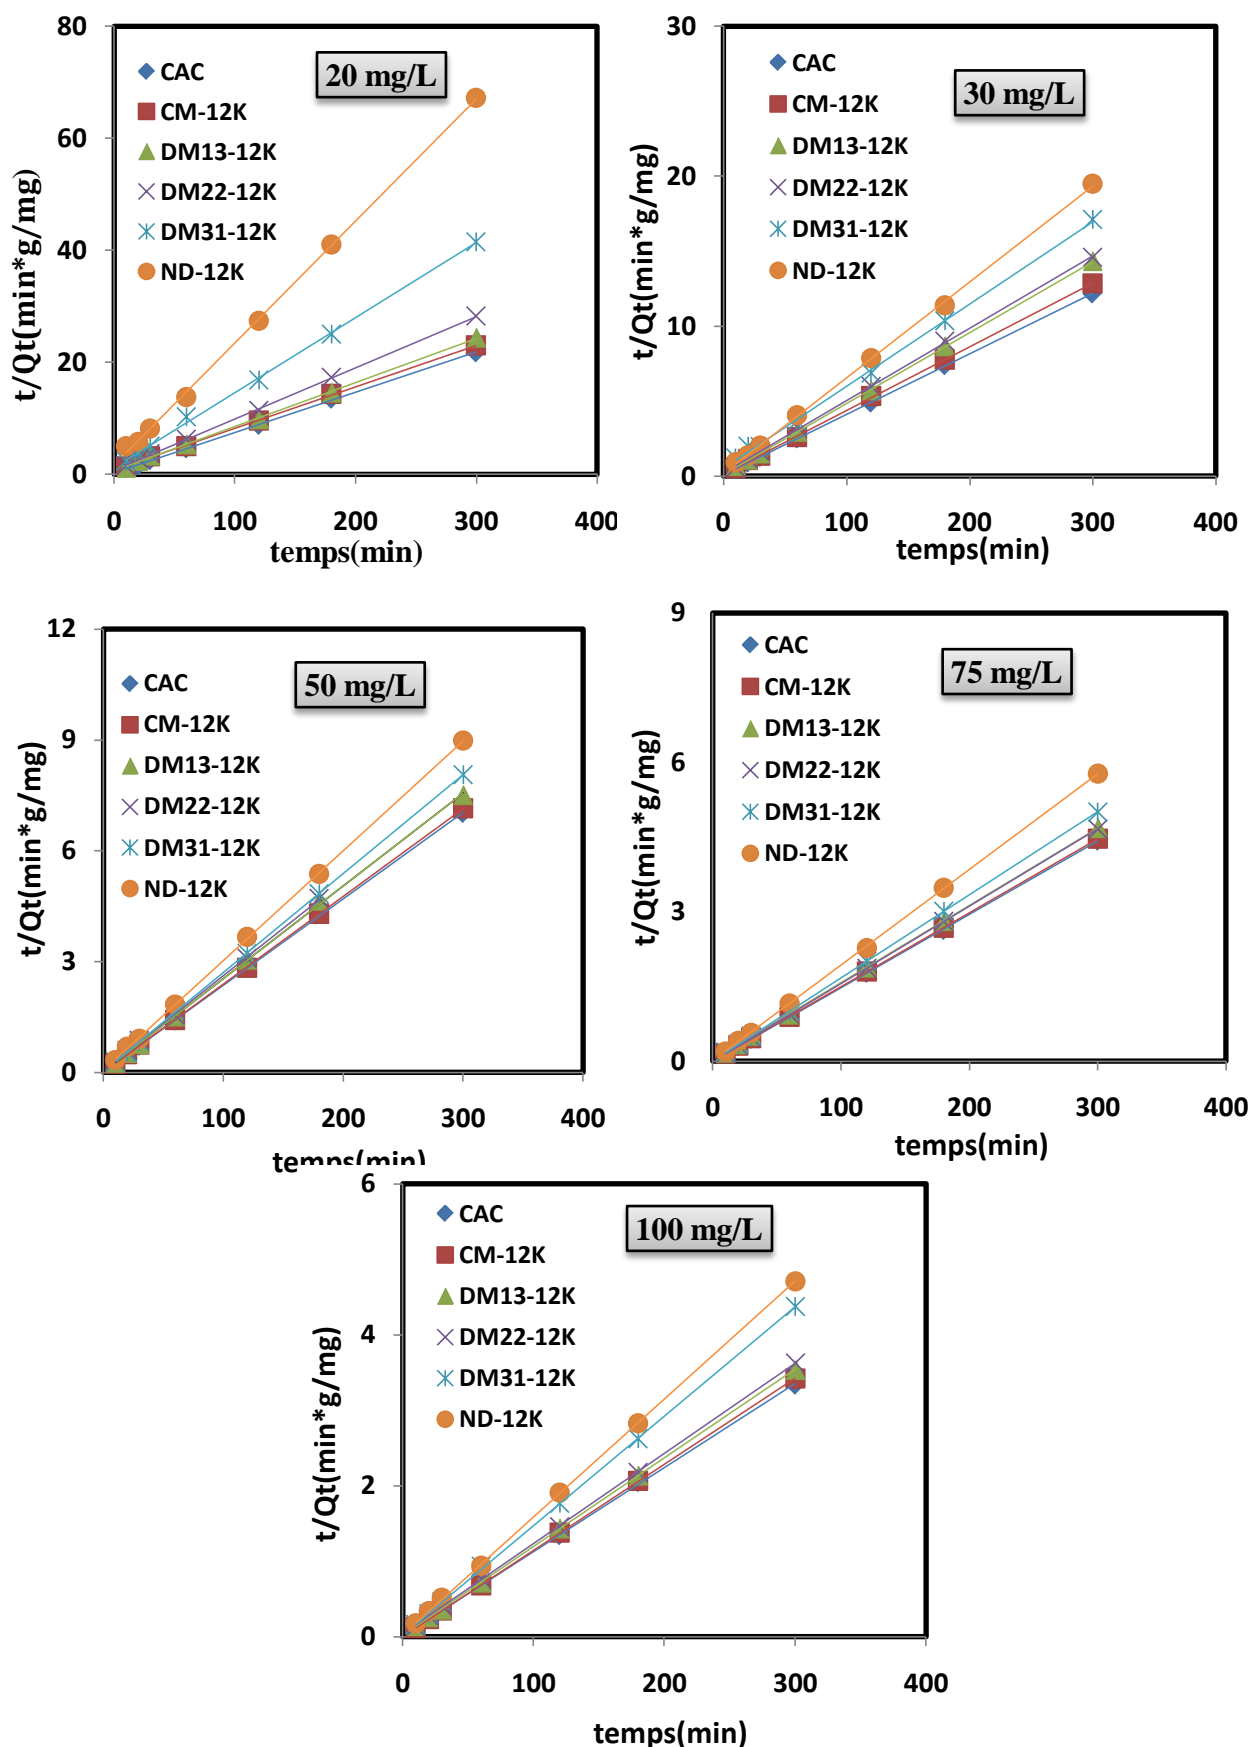 80
60
40
20
0
t/Qt(min*g/mg)
20 mg/L
CAC
CM-12K
DM13-12K
DM22-12K
DM31-12K
ND-12K
0 100 200 300 400
temps(min)
30
20
10
0
t/Qt(min*g/mg)
30 mg/L
CAC
CM-12K
DM13-12K
DM22-12K
DM31-12K
ND-12K
0 100 200 300 400
temps(min)
12
9
6
3
0
t/Qt(min*g/mg)
50 mg/L
CAC
CM-12K
DM13-12K
DM22-12K
DM31-12K
ND-12K
0 100 200 300 400
temps(min)
9
6
3
0
t/Qt(min*g/mg)
75 mg/L
CAC
CM-12K
DM13-12K
DM22-12K
DM31-12K
ND-12K
0 100 200 300 400
temps(min)
6
4
2
0
t/Qt(min*g/mg)
100 mg/L
CAC
CM-12K
DM13-12K
DM22-12K
DM31-12K
ND-12K
0 100 200 300 400
temps(min)